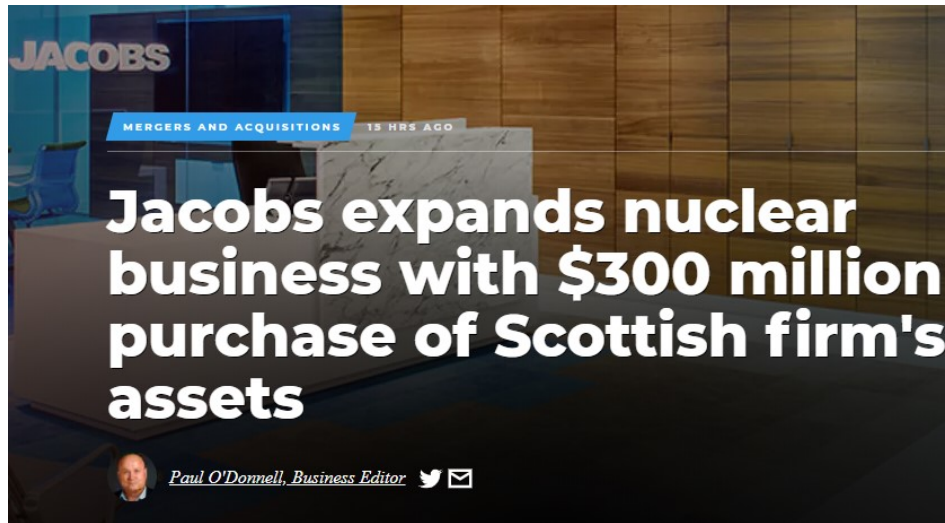 JACOBS
MERGERS AND ACQUISITIONS 15 HRS AGO
Jacobs expands nuclear
business with $300 million
purchase of Scottish firm's
assets
Paul O'Donnell, Business Editor